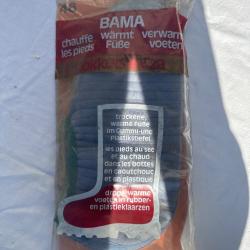 46
BAMA
chauffe wärmt verwarmt
les pieds Füße voeten
trockene,
warme Füße
im Gummi-und
Plastikstiefel
les pieds au sec
et au chaud
dans les bottes
en caoutchouc
et en plastique
droge, warme
voeten in rubber-
en plastieklaarzen